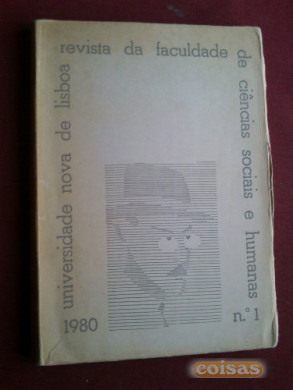 universidade nova de lisboa
revista da faculdade
de ciências sociais e humanas
1980
n.º 1
coisas